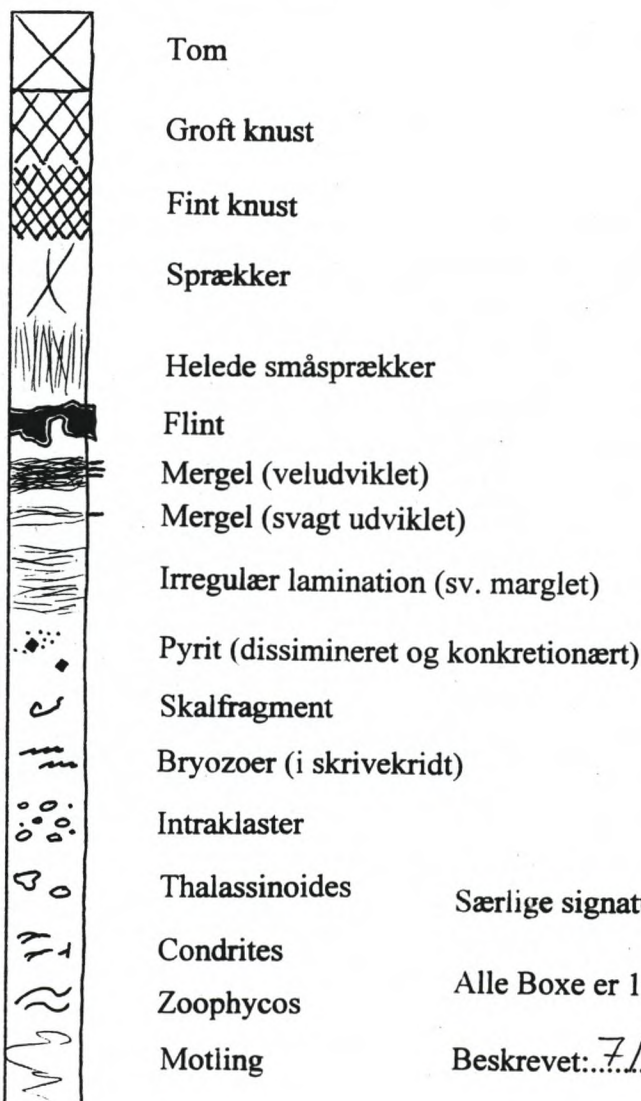 Tom
Groft knust
Fint knust
Sprækker
Helede småsprækker
Flint
Mergel (veludviklet)
Mergel (svagt udviklet)
Irregulær lamination (sv. marglet)
Pyrit (dissimineret og konkretionært)
Skalfragment
Bryozoer (i skrivekridt)
Intraklaster
Thalassinoides
Særlige signat
Condrites
Alle Boxe er 1
Zoophycos
Motling
Beskrevet:..7/..